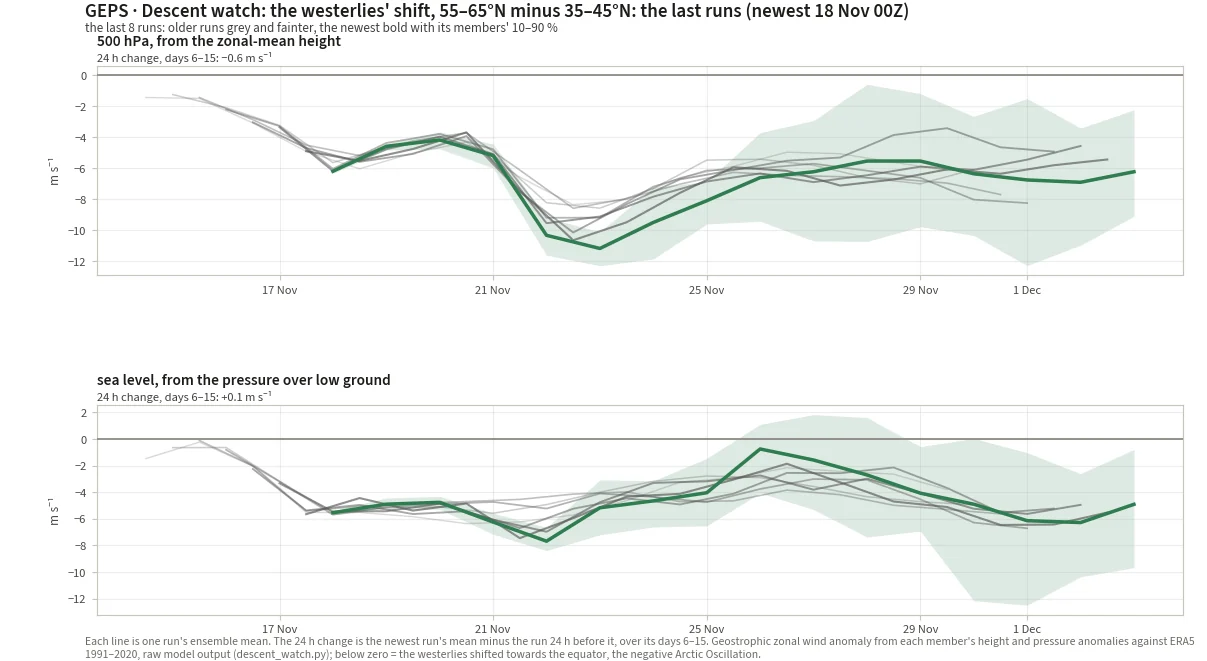 GEPS · Descent watch: the westerlies' shift, 55–65°N minus 35–45°N: the last runs (newest 18 Nov 00Z)
the last 8 runs: older runs grey and fainter, the newest bold with its members' 10–90 %
500 hPa, from the zonal-mean height
24 h change, days 6–15: −0.6 m s⁻¹
0
−2
−4
−6
−8
−10
−12
m s⁻¹
17 Nov
21 Nov
25 Nov
29 Nov
1 Dec
sea level, from the pressure over low ground
24 h change, days 6–15: +0.1 m s⁻¹
2
0
−2
−4
−6
−8
−10
−12
m s⁻¹
17 Nov
21 Nov
25 Nov
29 Nov
1 Dec
Each line is one run's ensemble mean. The 24 h change is the newest run's mean minus the run 24 h before it, over its days 6–15. Geostrophic zonal wind anomaly from each member's height and pressure anomalies against ERA5
1991–2020, raw model output (descent_watch.py); below zero = the westerlies shifted towards the equator, the negative Arctic Oscillation.